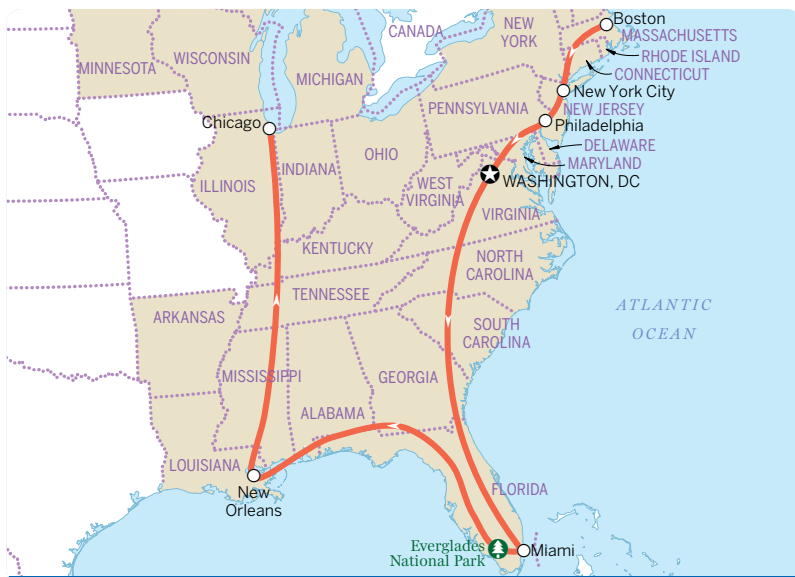 Boston
CANADA
NEW
YORK
MASSACHUSETTS
WISCONSIN
RHODE ISLAND
MINNESOTA
MICHIGAN
CONNECTICUT
New York City
PENNSYLVANIA
NEW JERSEY
Chicago
Philadelphia
OHIO
DELAWARE
INDIANA
MARYLAND
ILLINOIS
WEST
VIRGINIA
WASHINGTON, DC
VIRGINIA
KENTUCKY
NORTH
CAROLINA
TENNESSEE
ATLANTIC
OCEAN
ARKANSAS
SOUTH
CAROLINA
MISSISSIPPI
GEORGIA
ALABAMA
LOUISIANA
New
Orleans
FLORIDA
Everglades
National Park
Miami